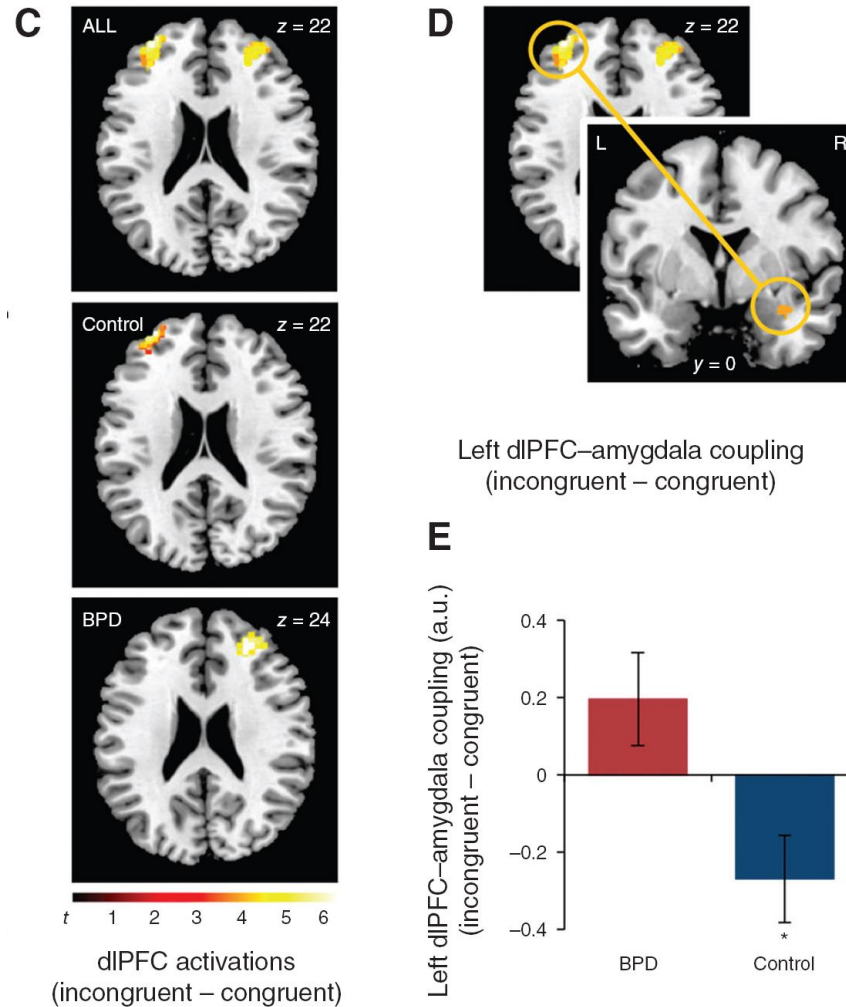 C
ALL
z = 22
Control
z = 22
BPD
z = 24
t 1 2 3 4 5 6
dlPFC activations
(incongruent – congruent)
D
z = 22
L
R
y = 0
Left dlPFC–amygdala coupling
(incongruent – congruent)
E
Left dlPFC–amygdala coupling (a.u.)
(incongruent – congruent)
0.4
0.2
0
–0.2
–0.4
*
BPD Control